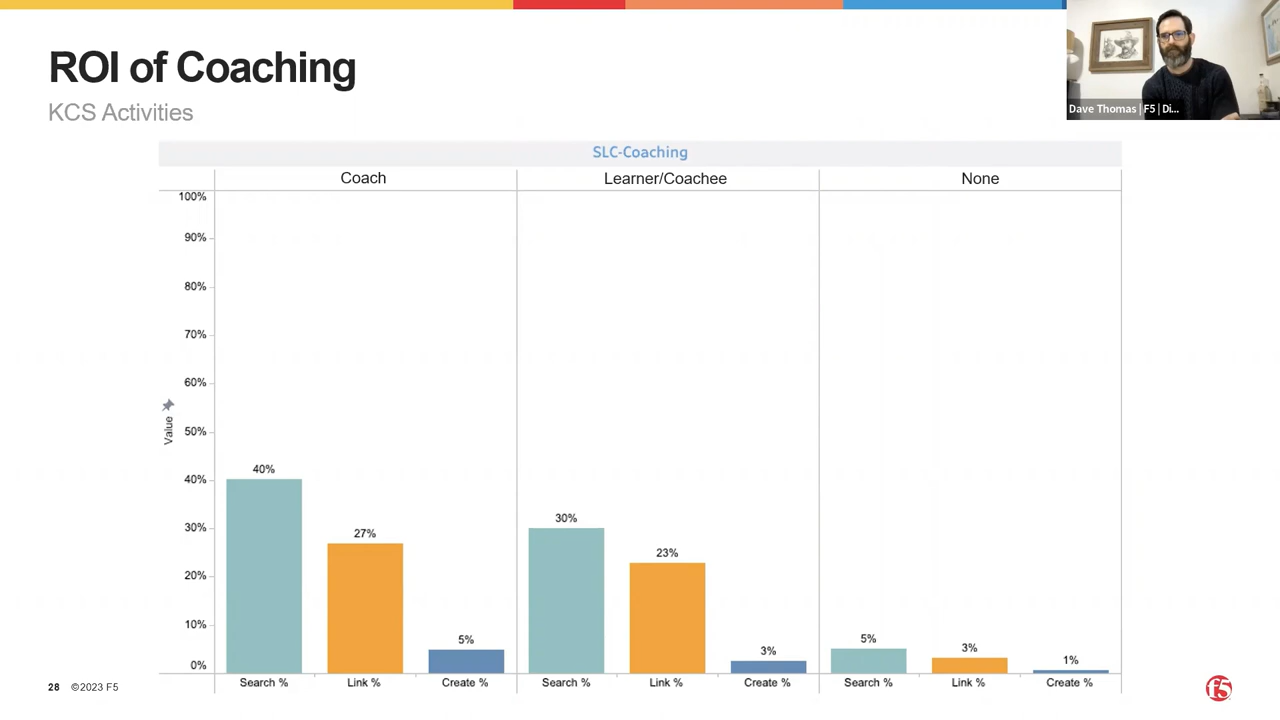 ROI of Coaching
KCS Activities
Dave Thomas | F5 | Di...
SLC-Coaching
Coach
Learner/Coachee
None
Value
100%
90%
80%
70%
60%
50%
40%
30%
20%
10%
0%
40%
27%
5%
30%
23%
3%
5%
3%
1%
Search %
Link %
Create %
Search %
Link %
Create %
Search %
Link %
Create %
28 ©2023 F5
f5